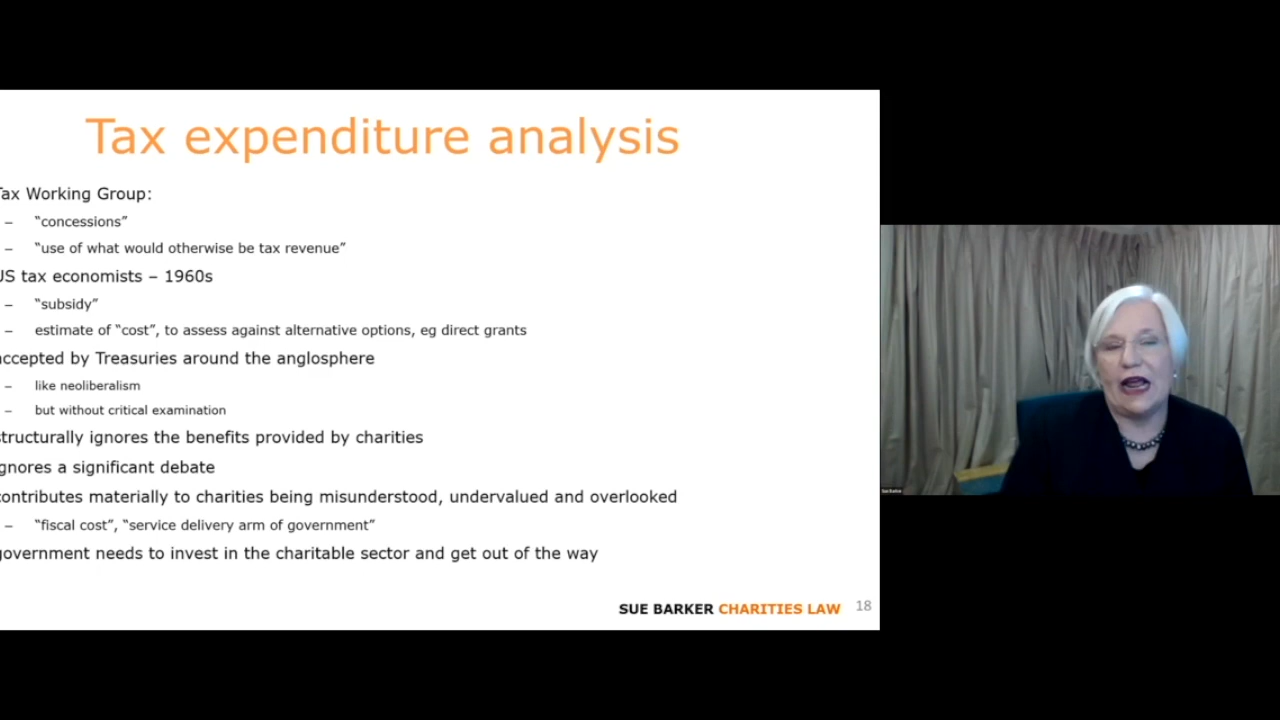 Tax expenditure analysis
Tax Working Group:
– “concessions”
– “use of what would otherwise be tax revenue”
US tax economists – 1960s
– “subsidy”
– estimate of “cost”, to assess against alternative options, eg direct grants
accepted by Treasuries around the anglosphere
– like neoliberalism
– but without critical examination
structurally ignores the benefits provided by charities
ignores a significant debate
contributes materially to charities being misunderstood, undervalued and overlooked
– “fiscal cost”, “service delivery arm of government”
government needs to invest in the charitable sector and get out of the way
SUE BARKER CHARITIES LAW 18
Sue Barker